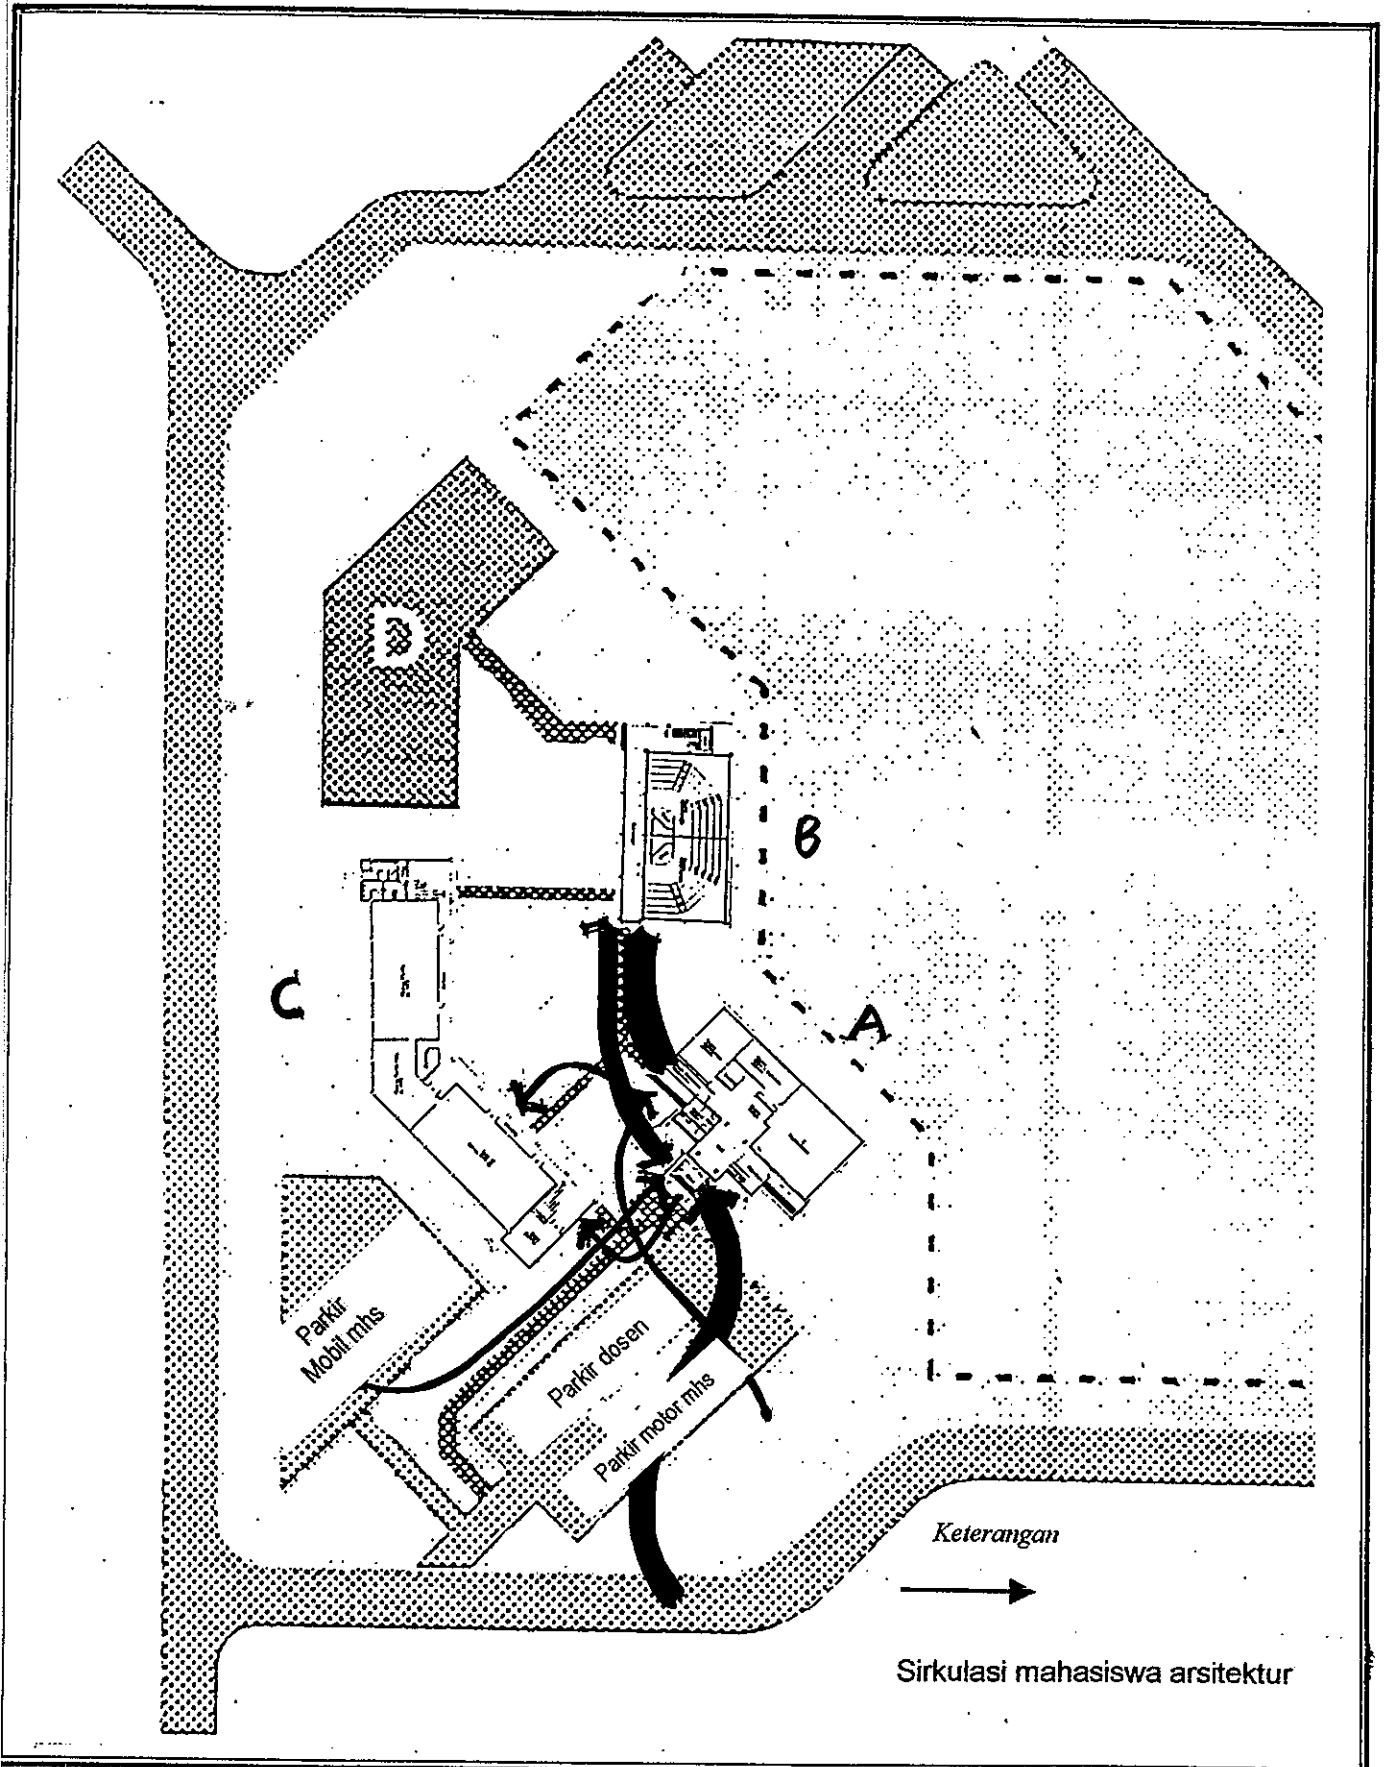 D
B
C
A
Parkir
Mobil mhs
Parkir dosen
Parkir motor mhs
Keterangan
Sirkulasi mahasiswa arsitektur